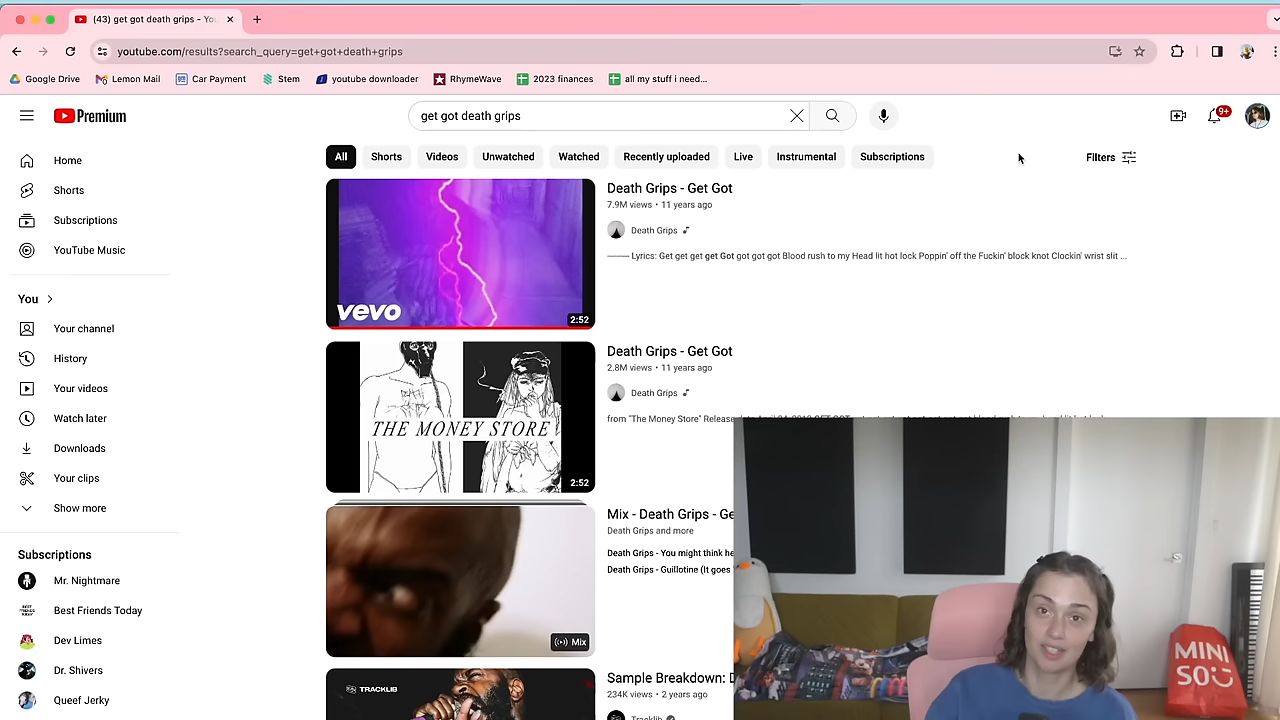 (43) get got death grips - Yo
youtube.com/results?search_query=get+got+death+grips
Google Drive
Lemon Mail
Car Payment
Stem
youtube downloader
RhymeWave
2023 finances
all my stuff i need...
Premium
get got death grips
9+
Home
Shorts
Subscriptions
YouTube Music
You
Your channel
History
Your videos
Watch later
Downloads
Your clips
Show more
Subscriptions
Mr. Nightmare
Best Friends Today
Dev Limes
Dr. Shivers
Queef Jerky
All
Shorts
Videos
Unwatched
Watched
Recently uploaded
Live
Instrumental
Subscriptions
Filters
vevo
2:52
Death Grips - Get Got
7.9M views • 11 years ago
Death Grips
Lyrics: Get get get get Got got got got Blood rush to my Head lit hot lock Poppin' off the Fuckin' block knot Clockin' wrist slit ...
THE MONEY STORE
2:52
Death Grips - Get Got
2.8M views • 11 years ago
Death Grips
from "The Money Store"
Mix
Mix - Death Grips - Ge
Death Grips and more
Death Grips - You might think he
Death Grips - Guillotine (It goes
TRACKLIB
Sample Breakdown: D
234K views • 2 years ago
Tracklib
MINI
SO